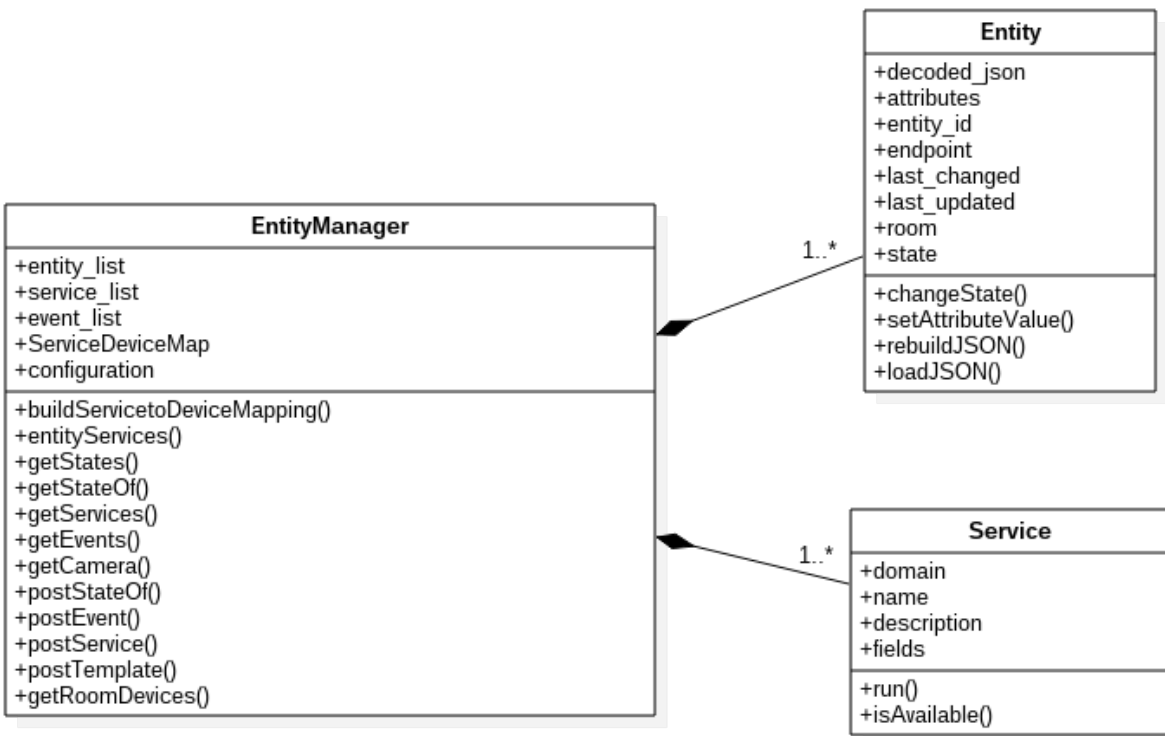 Entity
+decoded_json
+attributes
+entity_id
+endpoint
+last_changed
+last_updated
+room
+state
+changeState()
+setAttributeValue()
+rebuildJSON()
+loadJSON()
EntityManager
+entity_list
+service_list
+event_list
+ServiceDeviceMap
+configuration
+buildServicetoDeviceMapping()
+entityServices()
+getStates()
+getStateOf()
+getServices()
+getEvents()
+getCamera()
+postStateOf()
+postEvent()
+postService()
+postTemplate()
+getRoomDevices()
1..*
1..*
Service
+domain
+name
+description
+fields
+run()
+isAvailable()